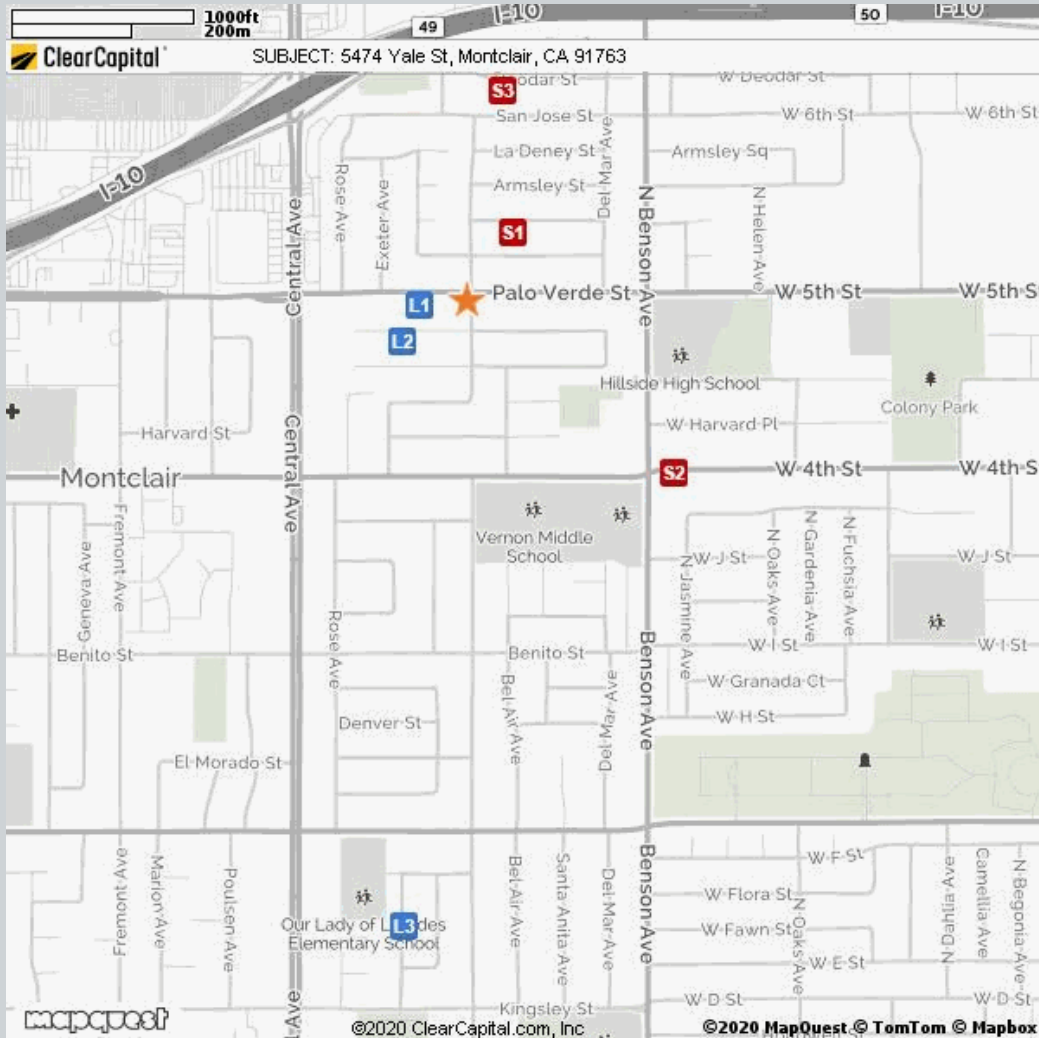 1000ft
200m
49
I-10
50
I-10
ClearCapital
SUBJECT: 5474 Yale St, Montclair, CA 91763
S3
Deodar St
W Deodar St
San Jose St
W 6th St
W 6th St
La Deney St
Armsley Sq
I-10
Rose Ave
Exeter Ave
Armsley St
Del Mar Ave
N Benson Ave
N Helen Ave
Central Ave
S1
L1
Palo Verde St
W 5th St
W 5th S
L2
Hillside High School
Colony Park
Harvard St
Central Ave
W Harvard Pl
Montclair
S2
W 4th St
W 4th S
Geneva Ave
Fremont Ave
Vernon Middle
School
N Jasmine Ave
W J St
N Oaks Ave
N Gardenia Ave
N Fuchsia Ave
W J St
Benito St
Rose Ave
Benito St
Benson Ave
W I St
W I St
Bel Air Ave
Del Mar Ave
W Granada Ct
Denver St
W H St
El Morado St
Fremont Ave
Marion Ave
Poulsen Ave
Bel Air Ave
Santa Anita Ave
Del Mar Ave
Benson Ave
W F St
W Flora St
N Oaks Ave
N Dahlia Ave
Camellia Ave
N Begonia Ave
Our Lady of L des
Elementary School
L3
W Fawn St
W E St
Kingsley St
W D St
W D St
mapquest
©2020 ClearCapital.com, Inc
©2020 MapQuest © TomTom © Mapbox